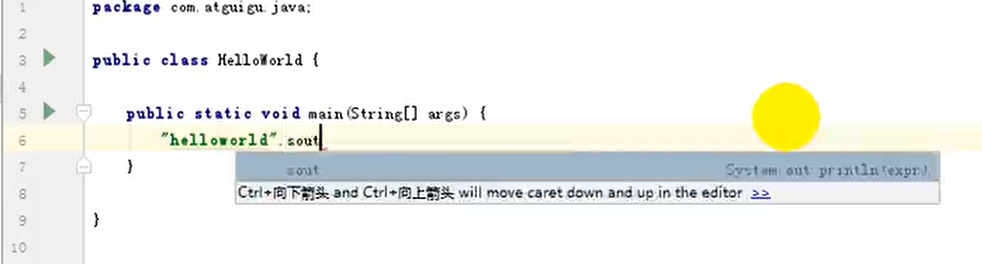 1 package com.atguigu.java;
2
3 public class HelloWorld {
4
5 public static void main(String[] args) {
6 "helloworld".sout
sout System.out.println(expr)
7 }
Ctrl+向下箭头 and Ctrl+向上箭头 will move caret down and up in the editor >>
8
9 }
10